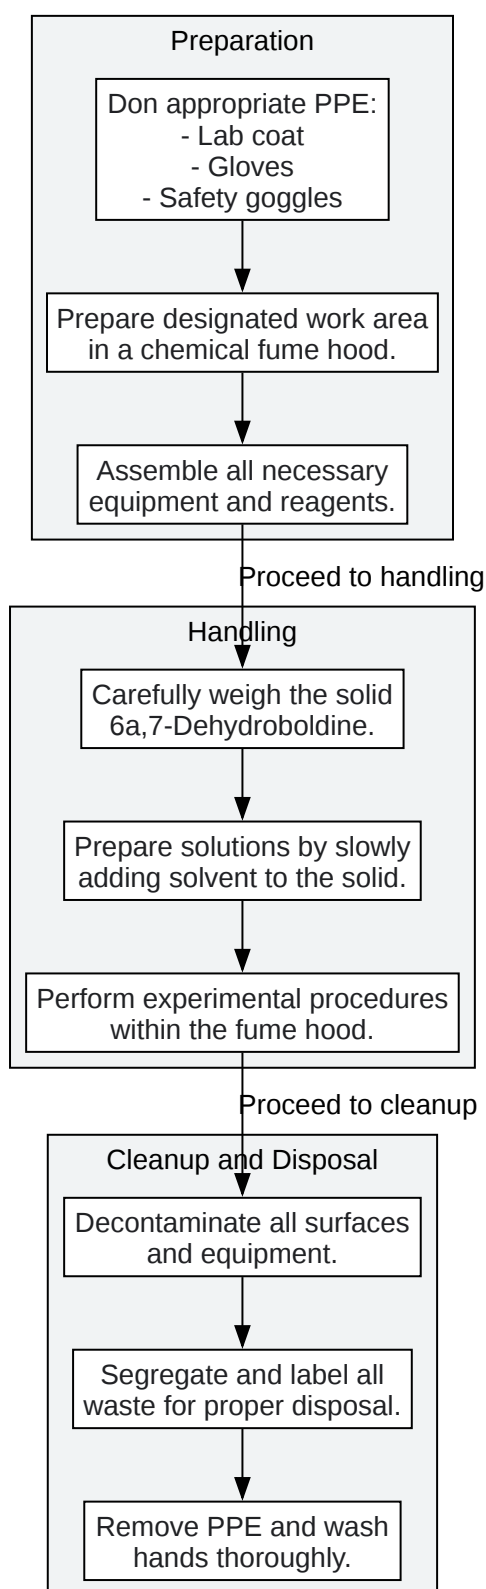 Preparation
Don appropriate PPE:
- Lab coat
- Gloves
- Safety goggles
Prepare designated work area
in a chemical fume hood.
Assemble all necessary
equipment and reagents.
Proceed to handling
Handling
Carefully weigh the solid
6a,7-Dehydroboldine.
Prepare solutions by slowly
adding solvent to the solid.
Perform experimental procedures
within the fume hood.
Proceed to cleanup
Cleanup and Disposal
Decontaminate all surfaces
and equipment.
Segregate and label all
waste for proper disposal.
Remove PPE and wash
hands thoroughly.